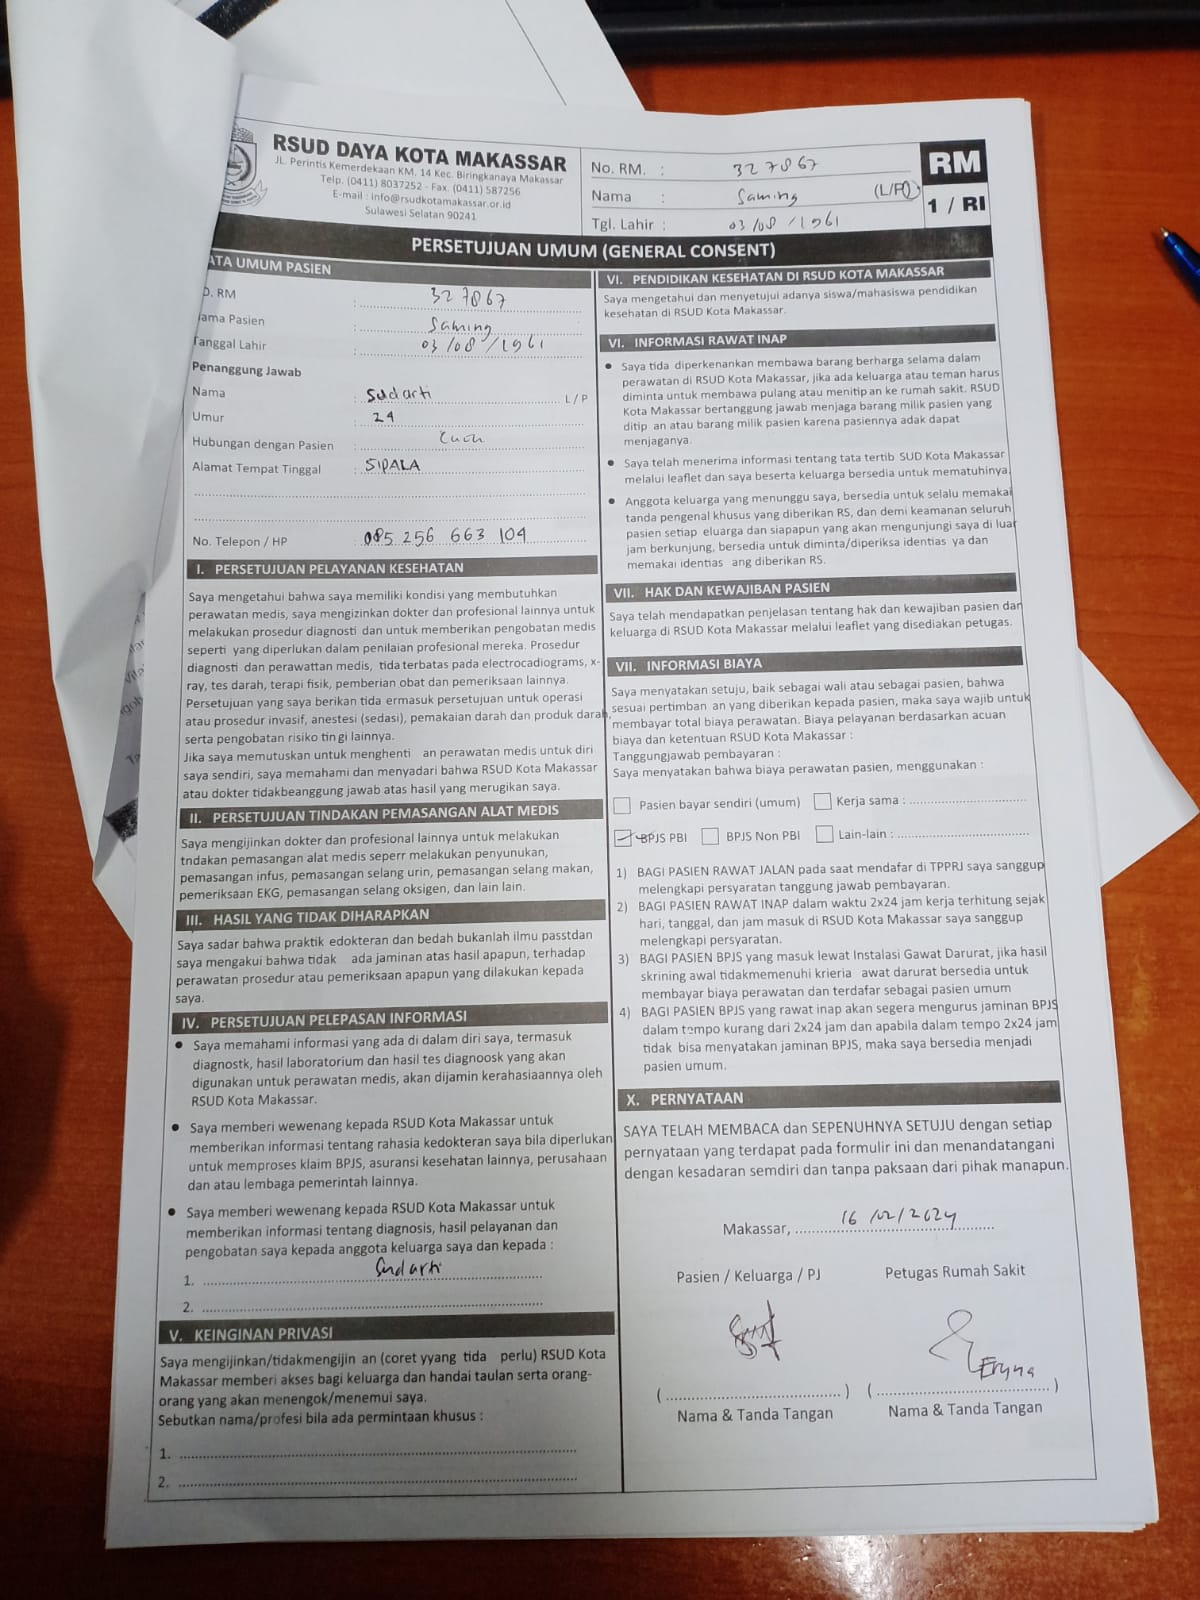 RSUD DAYA KOTA MAKASSAR
JL. Perintis Kemerdekaan KM. 14 Kec. Biringkanaya Makassar
Telp. (0411) 8037252 - Fax. (0411) 587256
E-mail : info@rsudkotamakassar.or.id
Sulawesi Selatan 90241
No. RM. : 327867
Nama : Saming (L/P)
Tgl. Lahir : 03/08/1961
RM
1 / RI
PERSETUJUAN UMUM (GENERAL CONSENT)
ATA UMUM PASIEN
O. RM : 327867
ama Pasien : Saming
Tanggal Lahir : 03/08/1961
Penanggung Jawab
Nama : Sudarti L/P
Umur : 24
Hubungan dengan Pasien :
Alamat Tempat Tinggal : SIPALA
No. Telepon / HP : 085 256 663 104
I. PERSETUJUAN PELAYANAN KESEHATAN
Saya mengetahui bahwa saya memiliki kondisi yang membutuhkan
perawatan medis, saya mengizinkan dokter dan profesional lainnya untuk
melakukan prosedur diagnosti dan untuk memberikan pengobatan medis
seperti yang diperlukan dalam penilaian profesional mereka. Prosedur
diagnosti dan perawattan medis, tida terbatas pada electrocadiograms, x-
ray, tes darah, terapi fisik, pemberian obat dan pemeriksaan lainnya.
Persetujuan yang saya berikan tida ermasuk persetujuan untuk operasi
atau prosedur invasif, anestesi (sedasi), pemakaian darah dan produk darah,
serta pengobatan risiko tin gi lainnya.
Jika saya memutuskan untuk menghenti an perawatan medis untuk diri
saya sendiri, saya memahami dan menyadari bahwa RSUD Kota Makassar
atau dokter tidakbeanggung jawab atas hasil yang merugikan saya.
II. PERSETUJUAN TINDAKAN PEMASANGAN ALAT MEDIS
Saya mengijinkan dokter dan profesional lainnya untuk melakukan
tndakan pemasangan alat medis seperr melakukan penyunukan,
pemasangan infus, pemasangan selang urin, pemasangan selang makan,
pemeriksaan EKG, pemasangan selang oksigen, dan lain lain.
III. HASIL YANG TIDAK DIHARAPKAN
Saya sadar bahwa praktik edokteran dan bedah bukanlah ilmu passtdan
saya mengakui bahwa tidak ada jaminan atas hasil apapun, terhadap
perawatan prosedur atau pemeriksaan apapun yang dilakukan kepada
saya.
IV. PERSETUJUAN PELEPASAN INFORMASI
• Saya memahami informasi yang ada di dalam diri saya, termasuk
diagnostk, hasil laboratorium dan hasil tes diagnoosk yang akan
digunakan untuk perawatan medis, akan dijamin kerahasiaannya oleh
RSUD Kota Makassar.
• Saya memberi wewenang kepada RSUD Kota Makassar untuk
memberikan informasi tentang rahasia kedokteran saya bila diperlukan
untuk memproses klaim BPJS, asuransi kesehatan lainnya, perusahaan
dan atau lembaga pemerintah lainnya.
• Saya memberi wewenang kepada RSUD Kota Makassar untuk
memberikan informasi tentang diagnosis, hasil pelayanan dan
pengobatan saya kepada anggota keluarga saya dan kepada :
1. Sudarti
2.
V. KEINGINAN PRIVASI
Saya mengijinkan/tidakmengijin an (coret yyang tida perlu) RSUD Kota
Makassar memberi akses bagi keluarga dan handai taulan serta orang-
orang yang akan menengok/menemui saya.
Sebutkan nama/profesi bila ada permintaan khusus :
1.
2.
VI. PENDIDIKAN KESEHATAN DI RSUD KOTA MAKASSAR
Saya mengetahui dan menyetujui adanya siswa/mahasiswa pendidikan
kesehatan di RSUD Kota Makassar.
VI. INFORMASI RAWAT INAP
• Saya tida diperkenankan membawa barang berharga selama dalam
perawatan di RSUD Kota Makassar, jika ada keluarga atau teman harus
diminta untuk membawa pulang atau menitip an ke rumah sakit. RSUD
Kota Makassar bertanggung jawab menjaga barang milik pasien yang
ditip an atau barang milik pasien karena pasiennya adak dapat
menjaganya.
• Saya telah menerima informasi tentang tata tertib SUD Kota Makassar
melalui leaflet dan saya beserta keluarga bersedia untuk mematuhinya.
• Anggota keluarga yang menunggu saya, bersedia untuk selalu memakai
tanda pengenal khusus yang diberikan RS, dan demi keamanan seluruh
pasien setiap eluarga dan siapapun yang akan mengunjungi saya di luar
jam berkunjung, bersedia untuk diminta/diperiksa identias ya dan
memakai identias ang diberikan RS.
VII. HAK DAN KEWAJIBAN PASIEN
Saya telah mendapatkan penjelasan tentang hak dan kewajiban pasien dan
keluarga di RSUD Kota Makassar melalui leaflet yang disediakan petugas.
VII. INFORMASI BIAYA
Saya menyatakan setuju, baik sebagai wali atau sebagai pasien, bahwa
sesuai pertimban an yang diberikan kepada pasien, maka saya wajib untuk
membayar total biaya perawatan. Biaya pelayanan berdasarkan acuan
biaya dan ketentuan RSUD Kota Makassar :
Tanggungjawab pembayaran :
Saya menyatakan bahwa biaya perawatan pasien, menggunakan :
Pasien bayar sendiri (umum) Kerja sama :
BPJS PBI BPJS Non PBI Lain-lain :
1) BAGI PASIEN RAWAT JALAN pada saat mendafar di TPPRJ saya sanggup
melengkapi persyaratan tanggung jawab pembayaran.
2) BAGI PASIEN RAWAT INAP dalam waktu 2x24 jam kerja terhitung sejak
hari, tanggal, dan jam masuk di RSUD Kota Makassar saya sanggup
melengkapi persyaratan.
3) BAGI PASIEN BPJS yang masuk lewat Instalasi Gawat Darurat, jika hasil
skrining awal tidakmemenuhi krieria awat darurat bersedia untuk
membayar biaya perawatan dan terdafar sebagai pasien umum
4) BAGI PASIEN BPJS yang rawat inap akan segera mengurus jaminan BPJS
dalam tempo kurang dari 2x24 jam dan apabila dalam tempo 2x24 jam
tidak bisa menyatakan jaminan BPJS, maka saya bersedia menjadi
pasien umum.
X. PERNYATAAN
SAYA TELAH MEMBACA dan SEPENUHNYA SETUJU dengan setiap
pernyataan yang terdapat pada formulir ini dan menandatangani
dengan kesadaran semdiri dan tanpa paksaan dari pihak manapun.
Makassar, 16/02/2024
Pasien / Keluarga / PJ Petugas Rumah Sakit
Eryna
(                    ) (                    )
Nama & Tanda Tangan Nama & Tanda Tangan